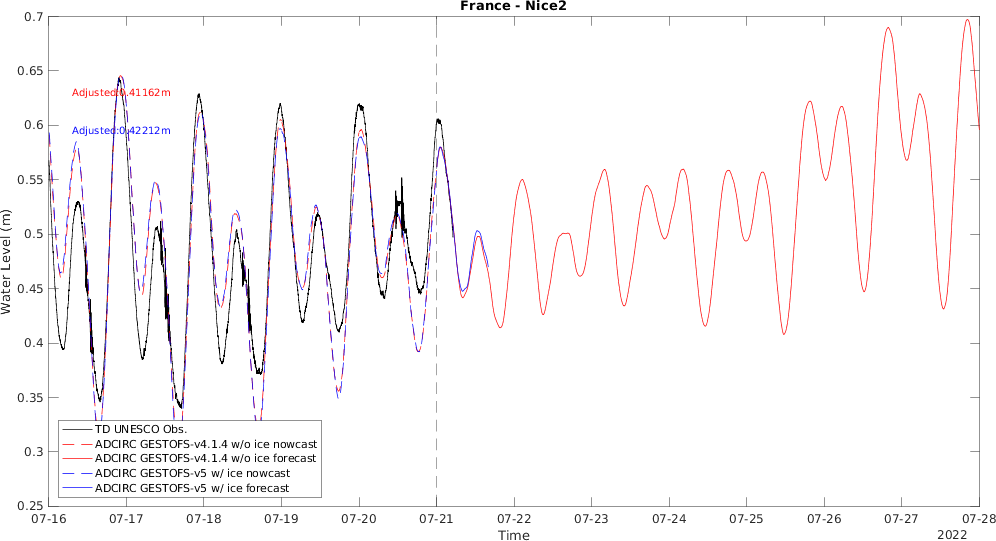 France - Nice2
0.7
0.65
0.6
0.55
0.5
0.45
0.4
0.35
0.3
0.25
Water Level (m)
Adjusted:0.41162m
Adjusted:0.42212m
TD UNESCO Obs.
ADCIRC GESTOFS-v4.1.4 w/o ice nowcast
ADCIRC GESTOFS-v4.1.4 w/o ice forecast
ADCIRC GESTOFS-v5 w/ ice nowcast
ADCIRC GESTOFS-v5 w/ ice forecast
07-16 07-17 07-18 07-19 07-20 07-21 07-22 07-23 07-24 07-25 07-26 07-27 07-28
Time
2022